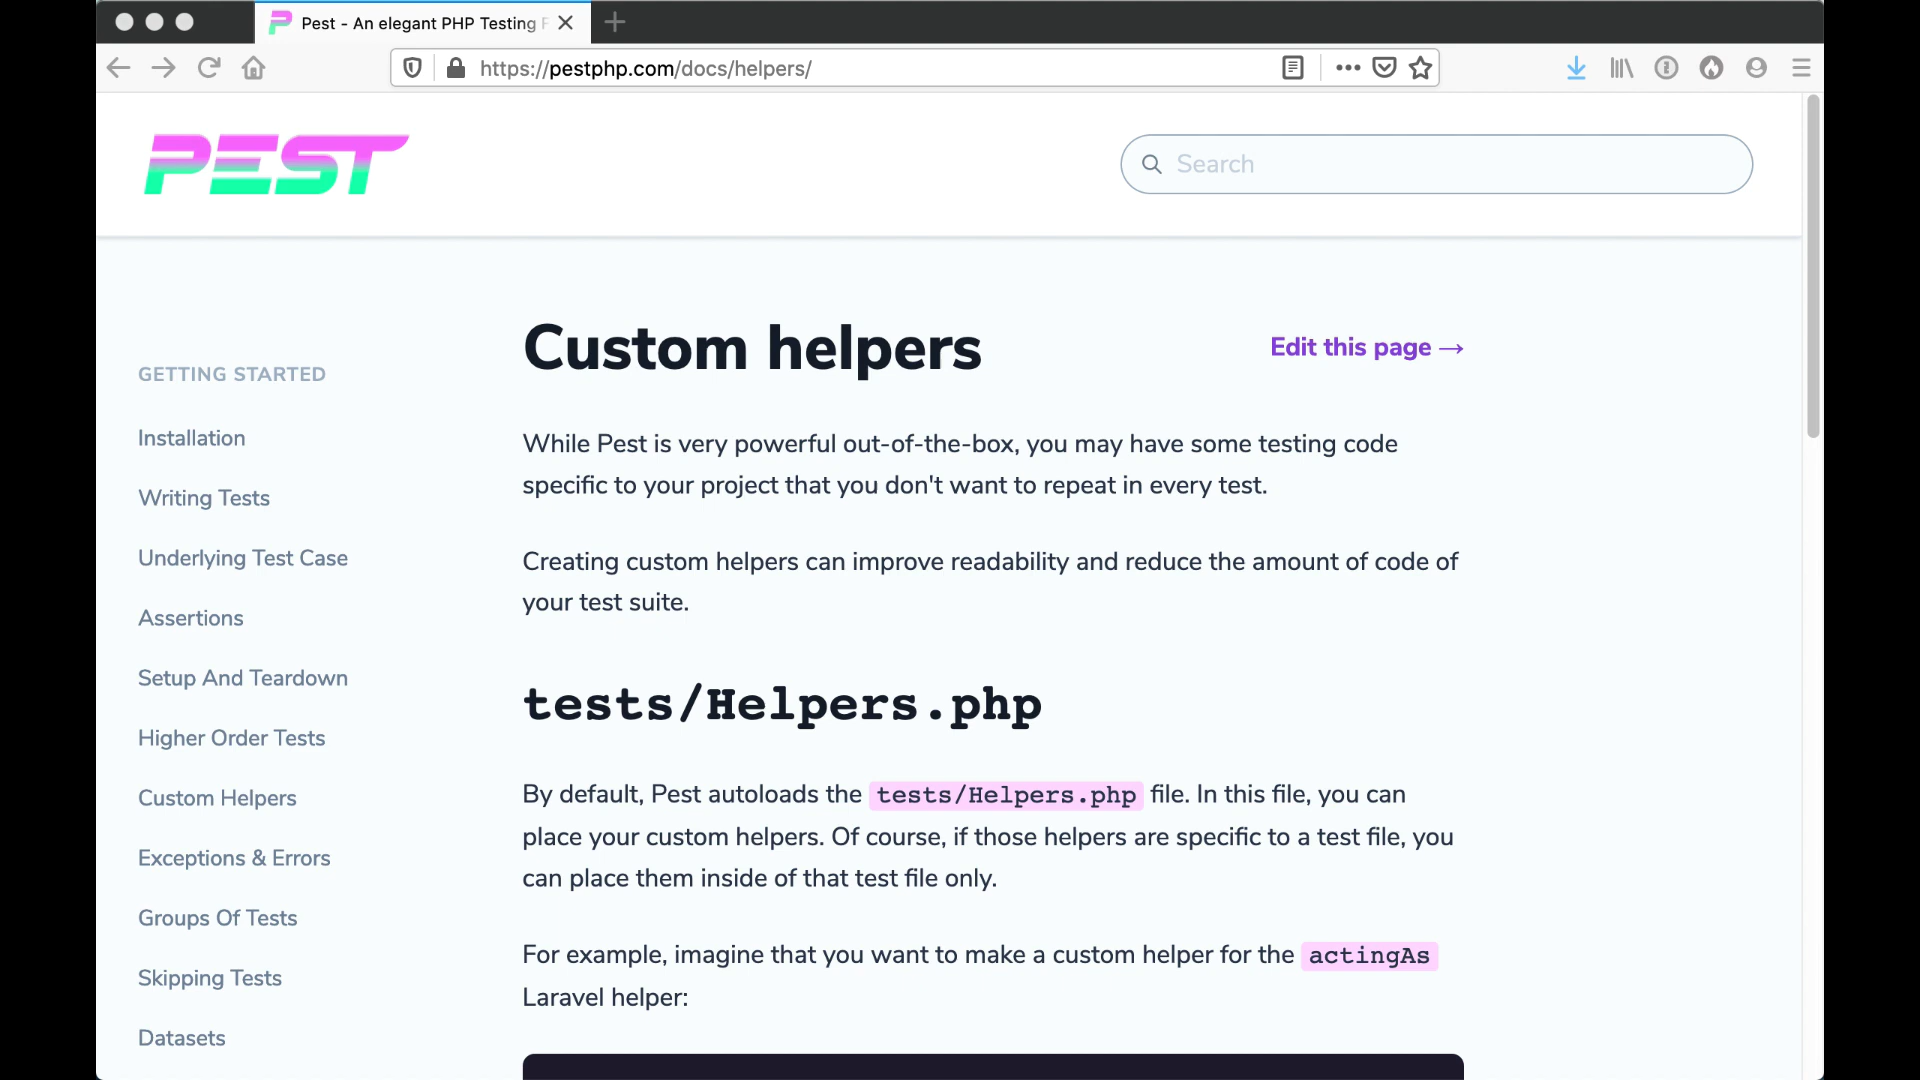 Pest - An elegant PHP Testing F
https://pestphp.com/docs/helpers/
PEST
Search
GETTING STARTED
Installation
Writing Tests
Underlying Test Case
Assertions
Setup And Teardown
Higher Order Tests
Custom Helpers
Exceptions & Errors
Groups Of Tests
Skipping Tests
Datasets
Custom helpers
Edit this page →
While Pest is very powerful out-of-the-box, you may have some testing code
specific to your project that you don't want to repeat in every test.
Creating custom helpers can improve readability and reduce the amount of code of
your test suite.
tests/Helpers.php
By default, Pest autoloads the tests/Helpers.php file. In this file, you can
place your custom helpers. Of course, if those helpers are specific to a test file, you
can place them inside of that test file only.
For example, imagine that you want to make a custom helper for the actingAs
Laravel helper: